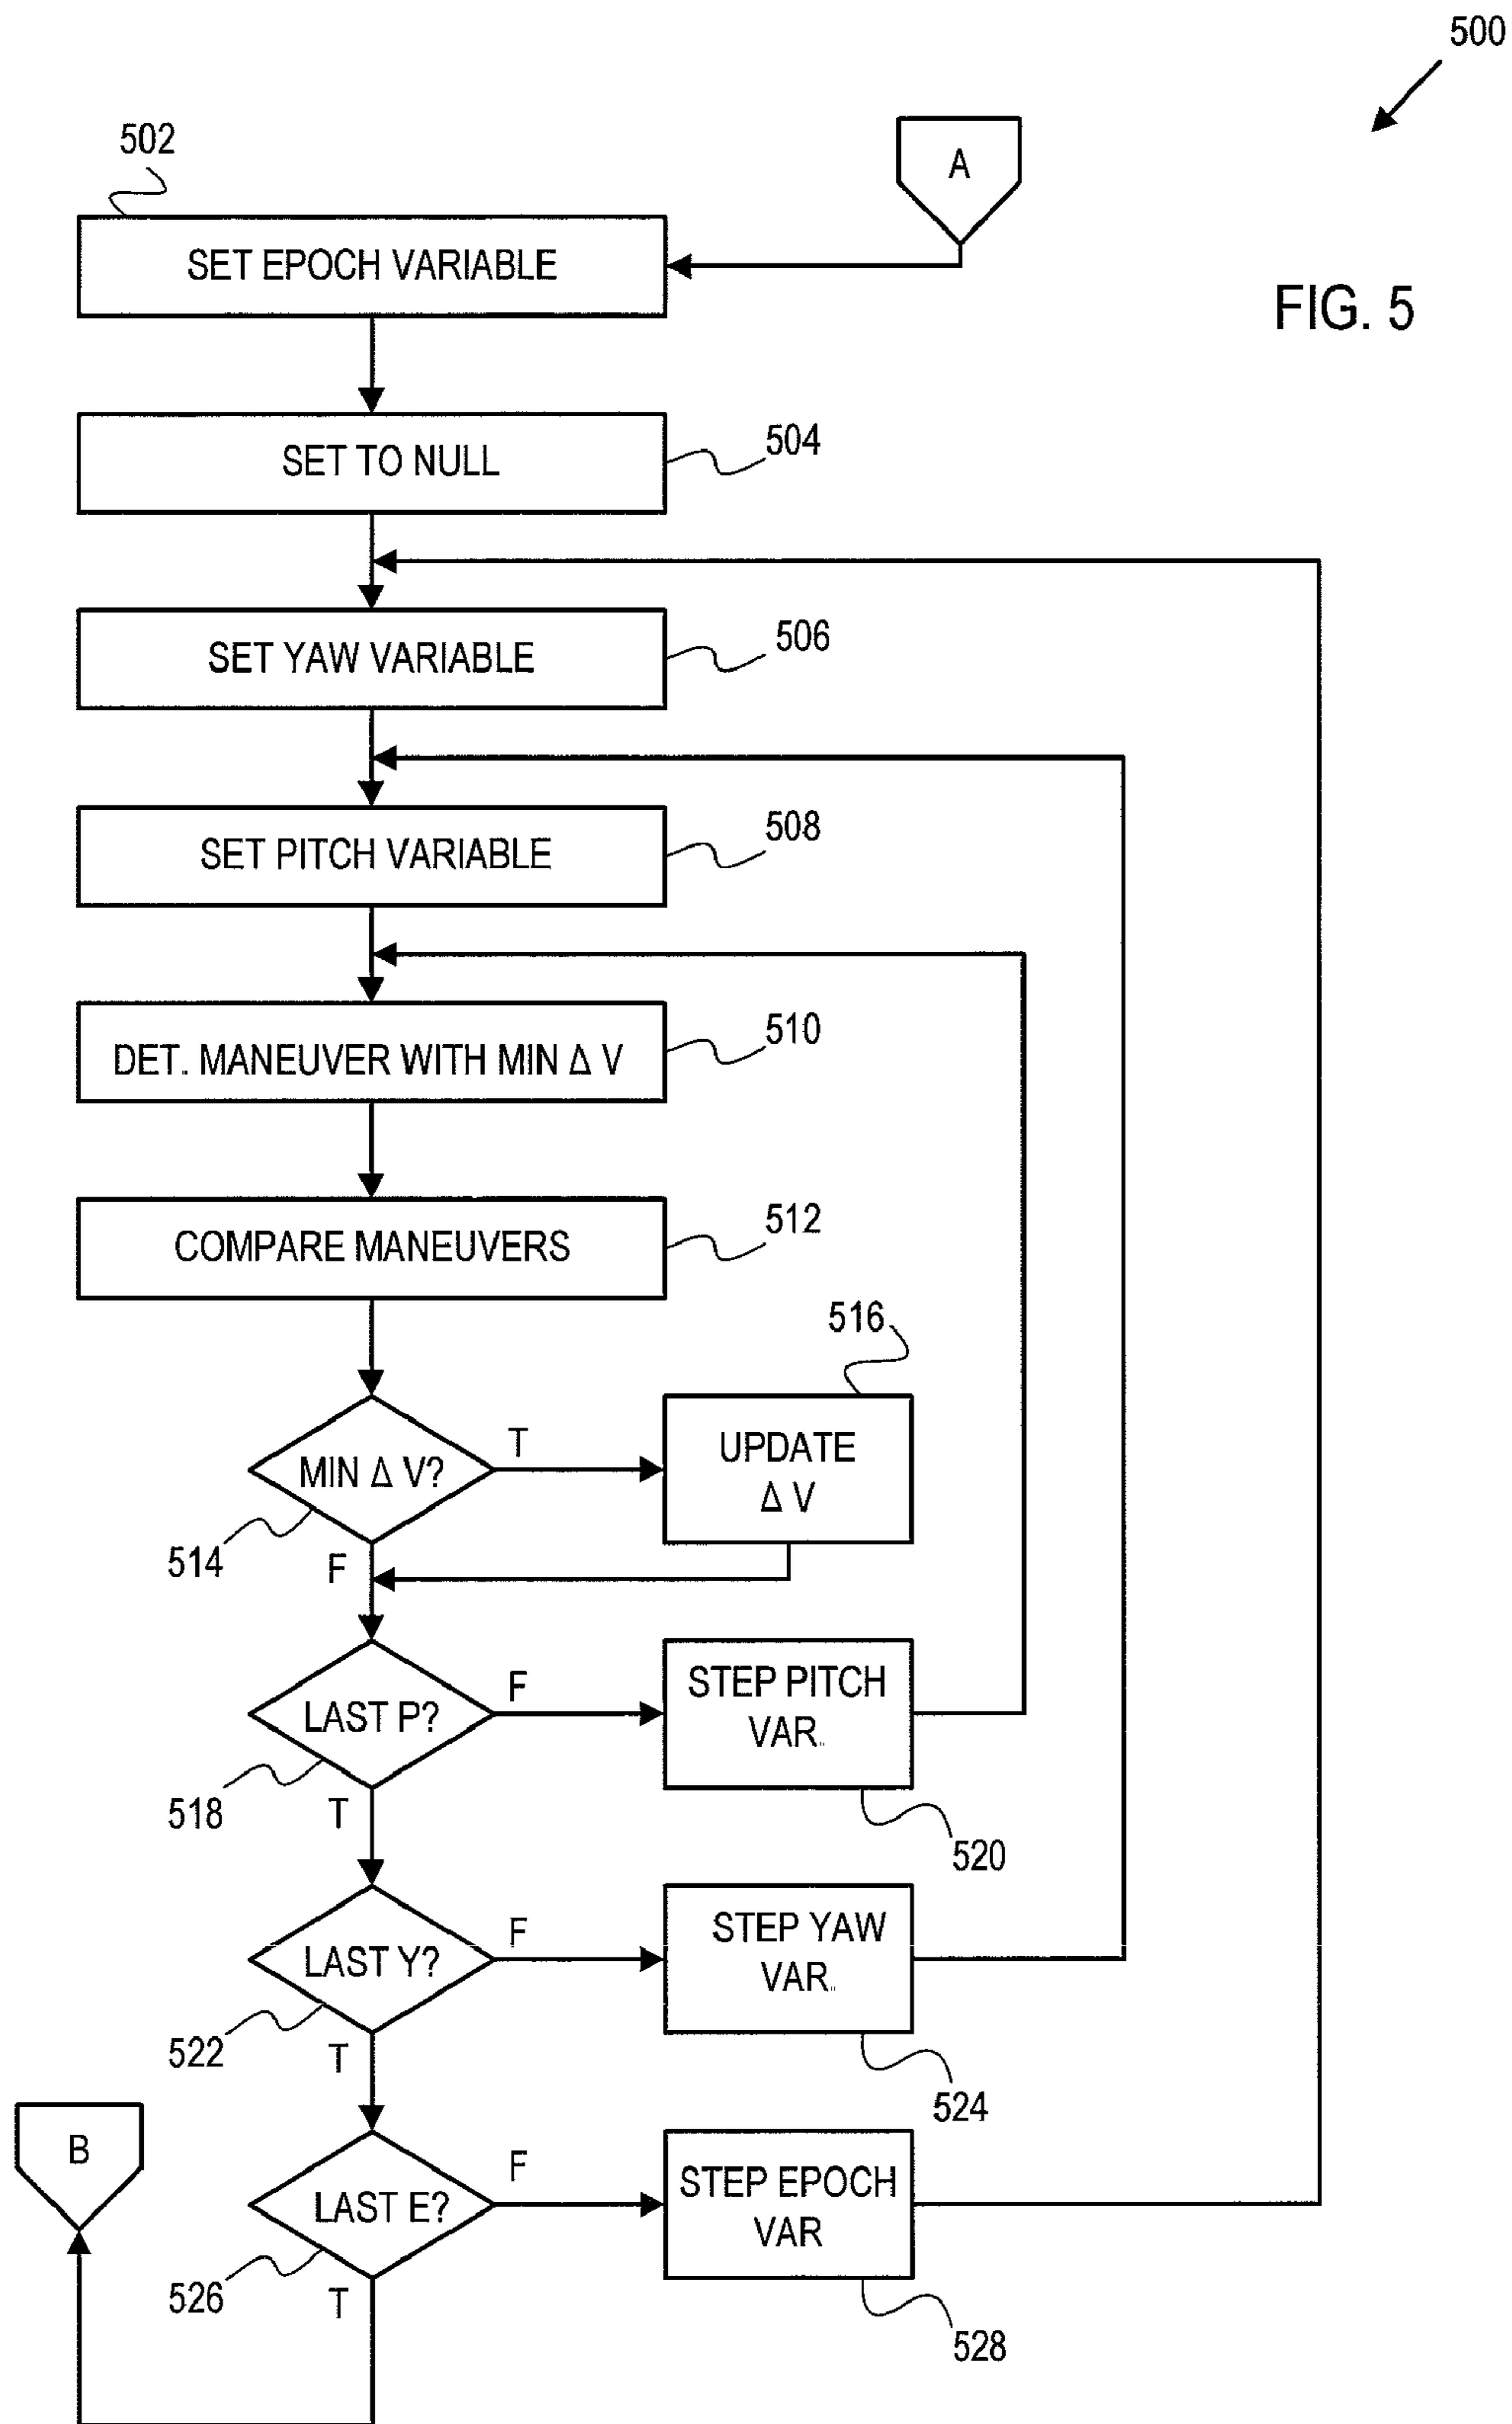 500
502
A
SET EPOCH VARIABLE
FIG. 5
SET TO NULL
504
SET YAW VARIABLE
506
SET PITCH VARIABLE
508
DET. MANEUVER WITH MIN Δ V
510
COMPARE MANEUVERS
512
516
MIN Δ V?
T
UPDATE
Δ V
514
F
LAST P?
F
STEP PITCH
VAR.
518
T
520
LAST Y?
F
STEP YAW
VAR.
522
T
524
B
LAST E?
F
STEP EPOCH
VAR
526
T
528